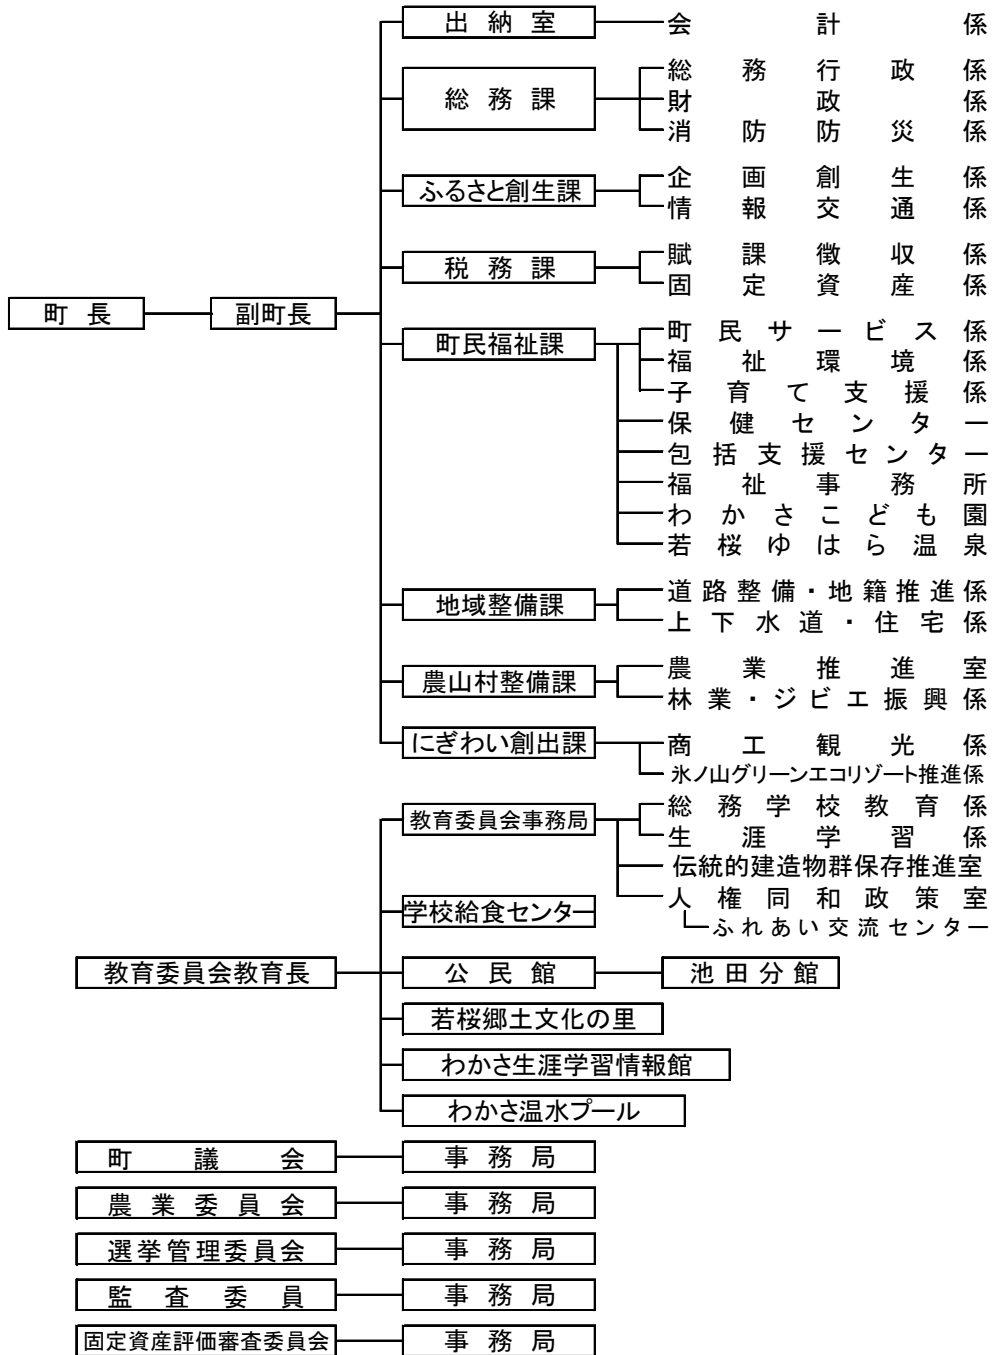 出納室 会計係
総務課 総務行政係
財政係
消防防災係
ふるさと創生課 企画創生係
情報交通係
税務課 賦課徴収係
固定資産係
町長 副町長
町民福祉課 町民サービス係
福祉環境係
子育て支援係
保健センター
包括支援センター
福祉事務所
わかさこども園
若桜ゆはら温泉
地域整備課 道路整備・地籍推進係
上下水道・住宅係
農山村整備課 農業推進室
林業・ジビエ振興係
にぎわい創出課 商工観光係
氷ノ山グリーンエコリゾート推進係
教育委員会事務局 総務学校教育係
生涯学習係
伝統的建造物群保存推進室
人権同和政策室
ふれあい交流センター
学校給食センター
教育委員会教育長 公民館 池田分館
若桜郷土文化の里
わかさ生涯学習情報館
わかさ温水プール
町議会 事務局
農業委員会 事務局
選挙管理委員会 事務局
監査委員 事務局
固定資産評価審査委員会 事務局